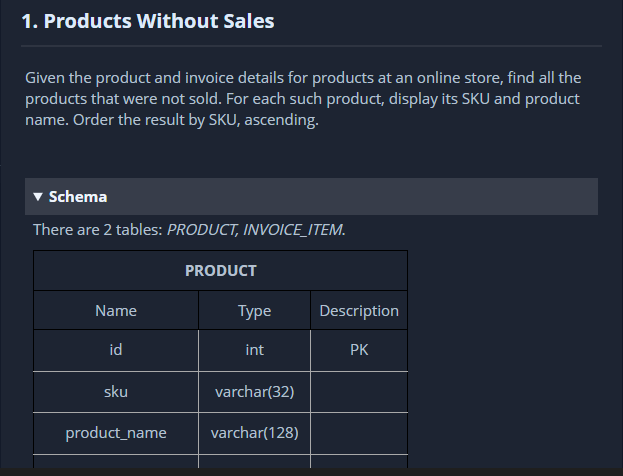 1. Products Without Sales
Given the product and invoice details for products at an online store, find all the
products that were not sold. For each such product, display its SKU and product
name. Order the result by SKU, ascending.
▼ Schema
There are 2 tables: PRODUCT, INVOICE_ITEM.
PRODUCT
Name Type Description
id int PK
sku varchar(32)
product_name varchar(128)